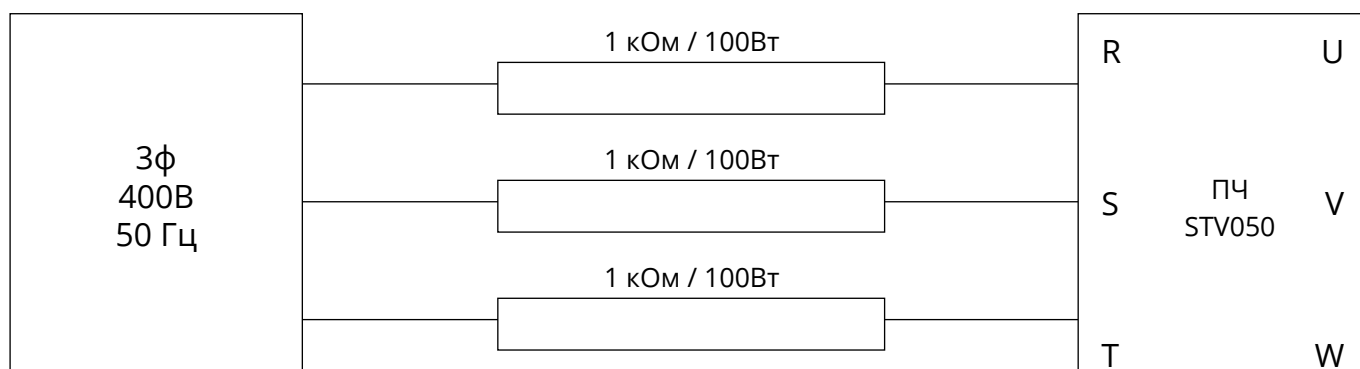 1 кОм / 100Вт
R U
3ф
400В
50 Гц
1 кОм / 100Вт
S ПЧ V
STV050
1 кОм / 100Вт
T W